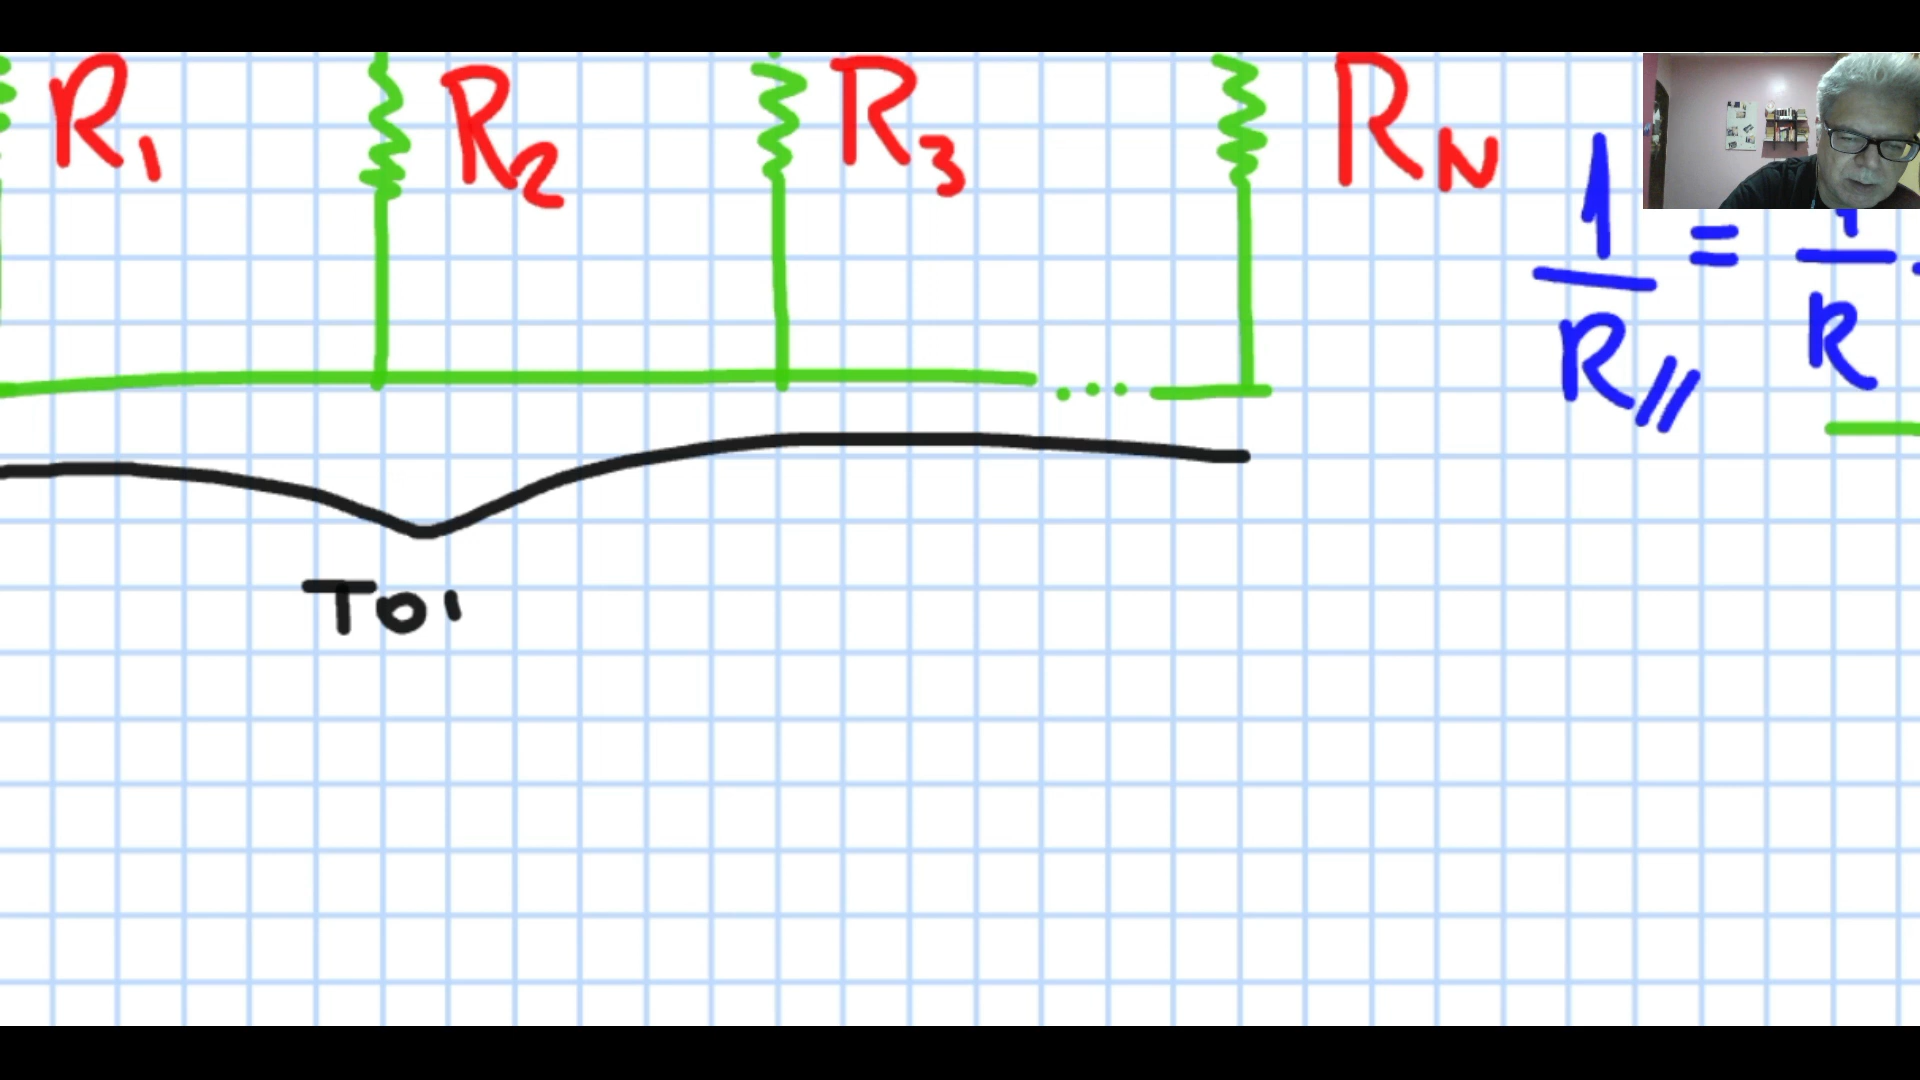 R1 R2 R3 RN
1/R// = 1/R
To